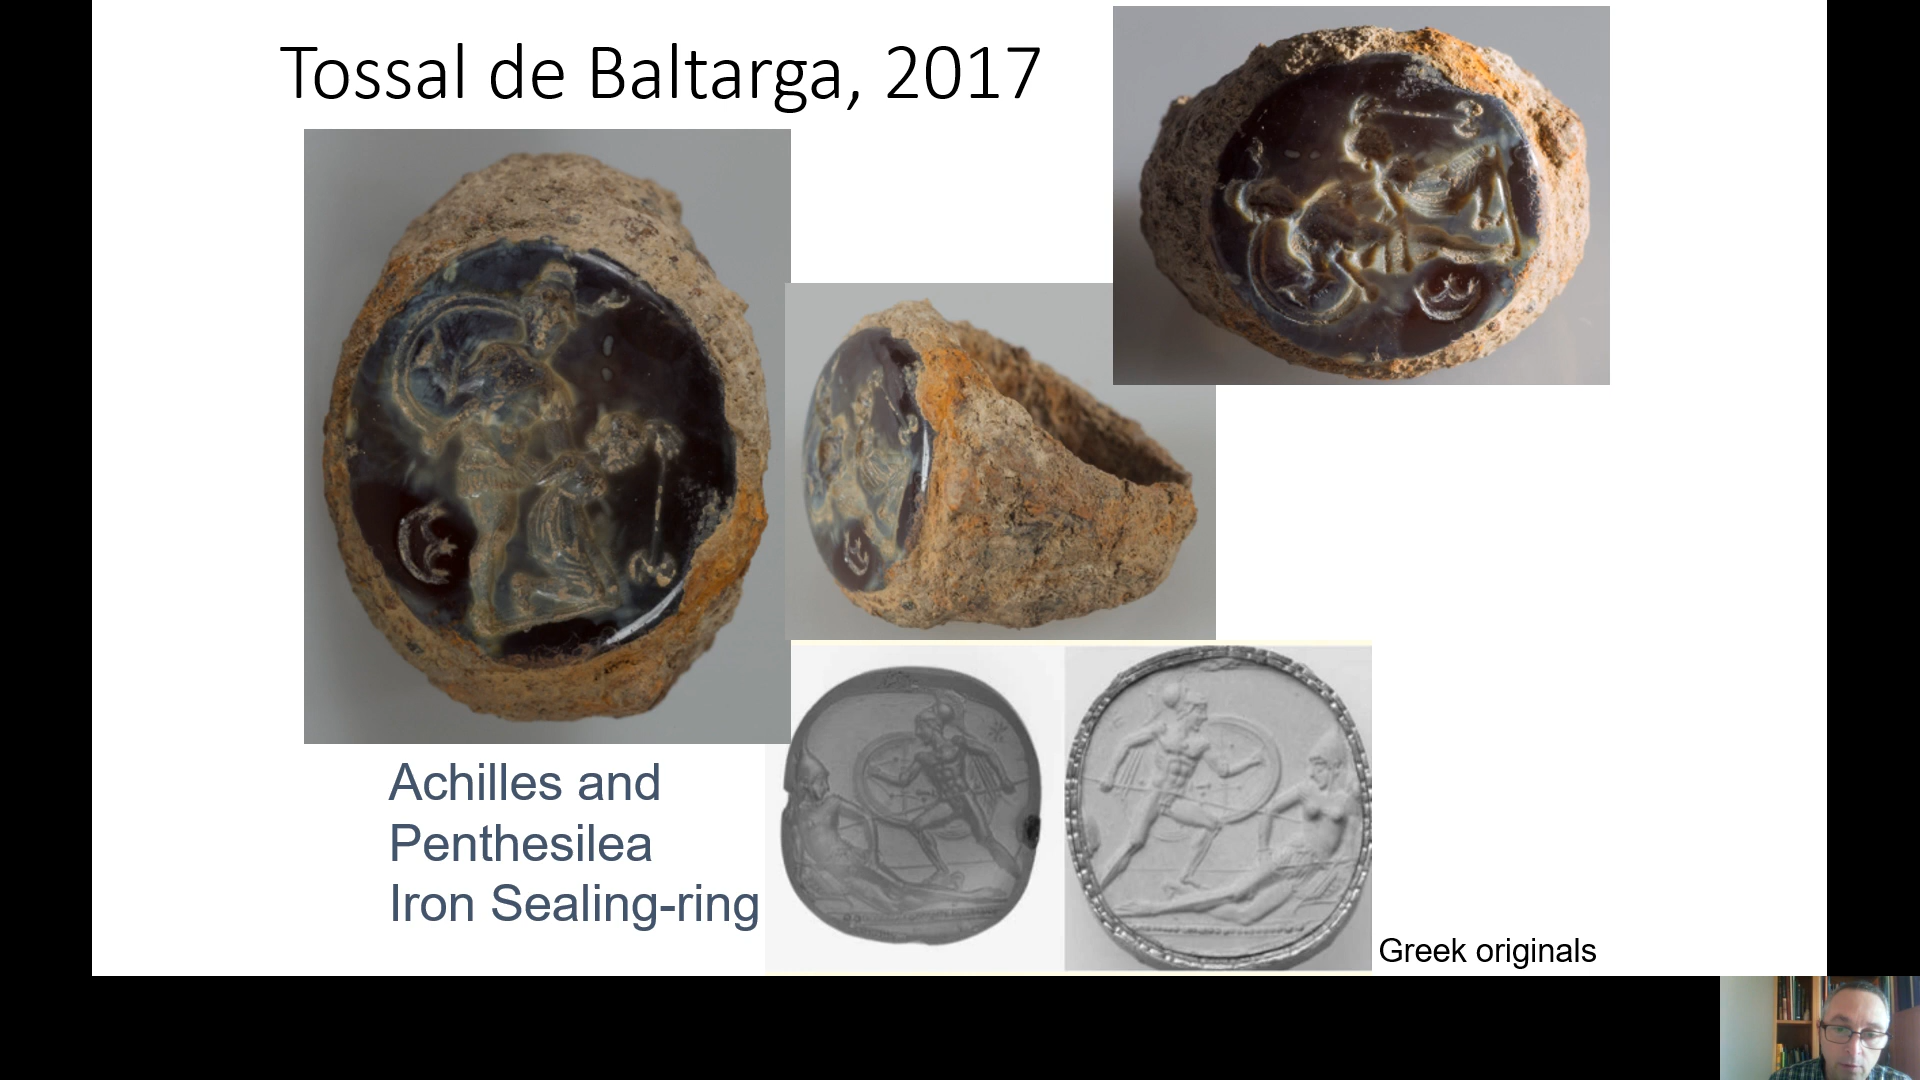 Tossal de Baltarga, 2017
Achilles and
Penthesilea
Iron Sealing-ring
Greek originals